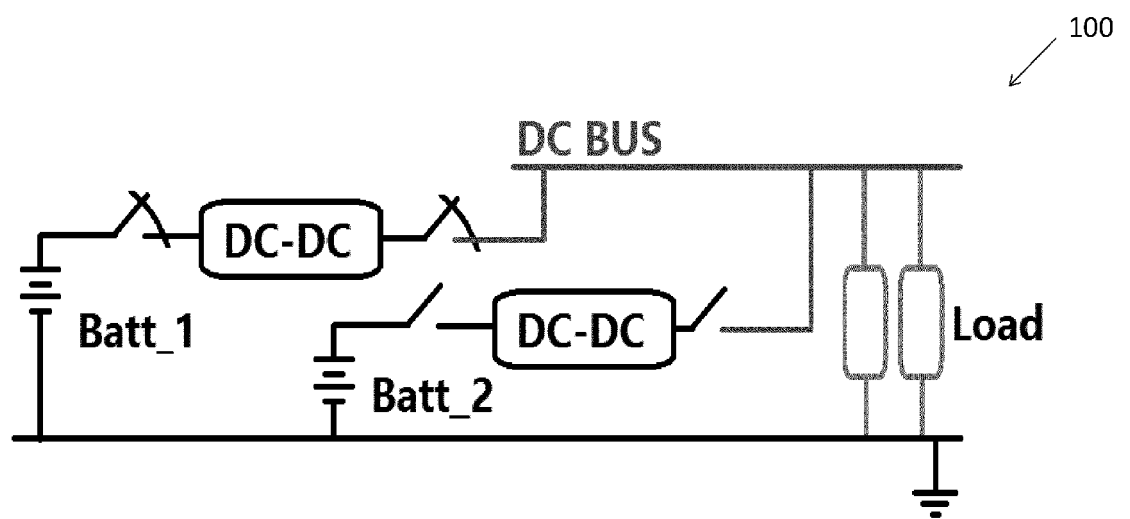 100
DC BUS
DC-DC
Batt_1
DC-DC
Load
Batt_2